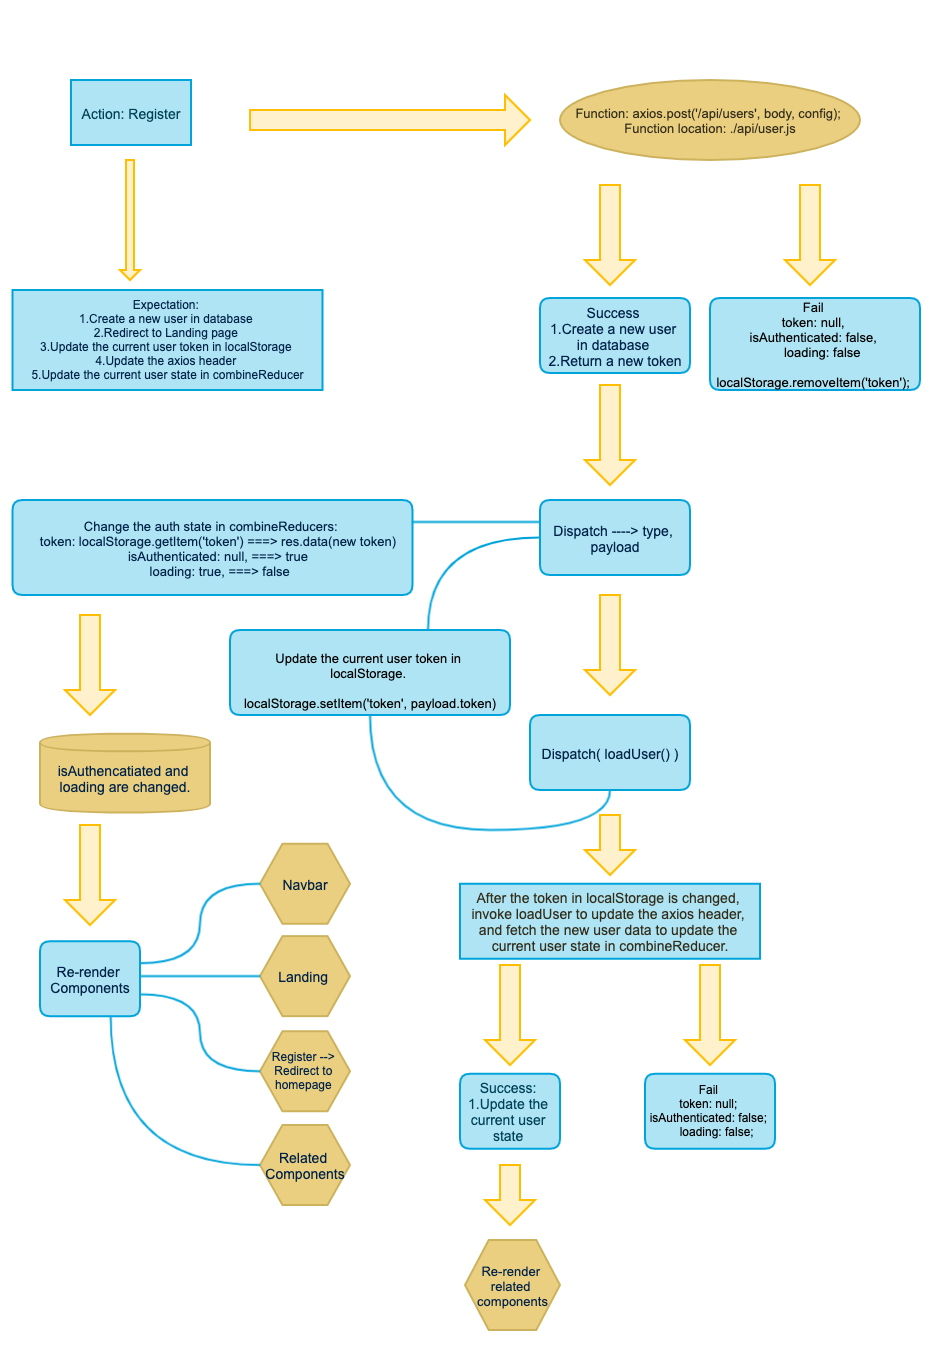 Action: Register
Function: axios.post('/api/users', body, config);
Function location: ./api/user.js
Expectation:
1.Create a new user in database
2.Redirect to Landing page
3.Update the current user token in localStorage
4.Update the axios header
5.Update the current user state in combineReducer
Success
1.Create a new user
in database
2.Return a new token
Fail
token: null,
isAuthenticated: false,
loading: false
localStorage.removeItem('token');
Change the auth state in combineReducers:
token: localStorage.getItem('token') ===> res.data(new token)
isAuthenticated: null, ===> true
loading: true, ===> false
Dispatch ----> type,
payload
Update the current user token in
localStorage.
localStorage.setItem('token', payload.token)
Dispatch( loadUser() )
isAuthencatiated and
loading are changed.
After the token in localStorage is changed,
invoke loadUser to update the axios header,
and fetch the new user data to update the
current user state in combineReducer.
Re-render
Components
Navbar
Landing
Register -->
Redirect to
homepage
Related
Components
Success:
1.Update the
current user
state
Fail
token: null;
isAuthenticated: false;
loading: false;
Re-render
related
components